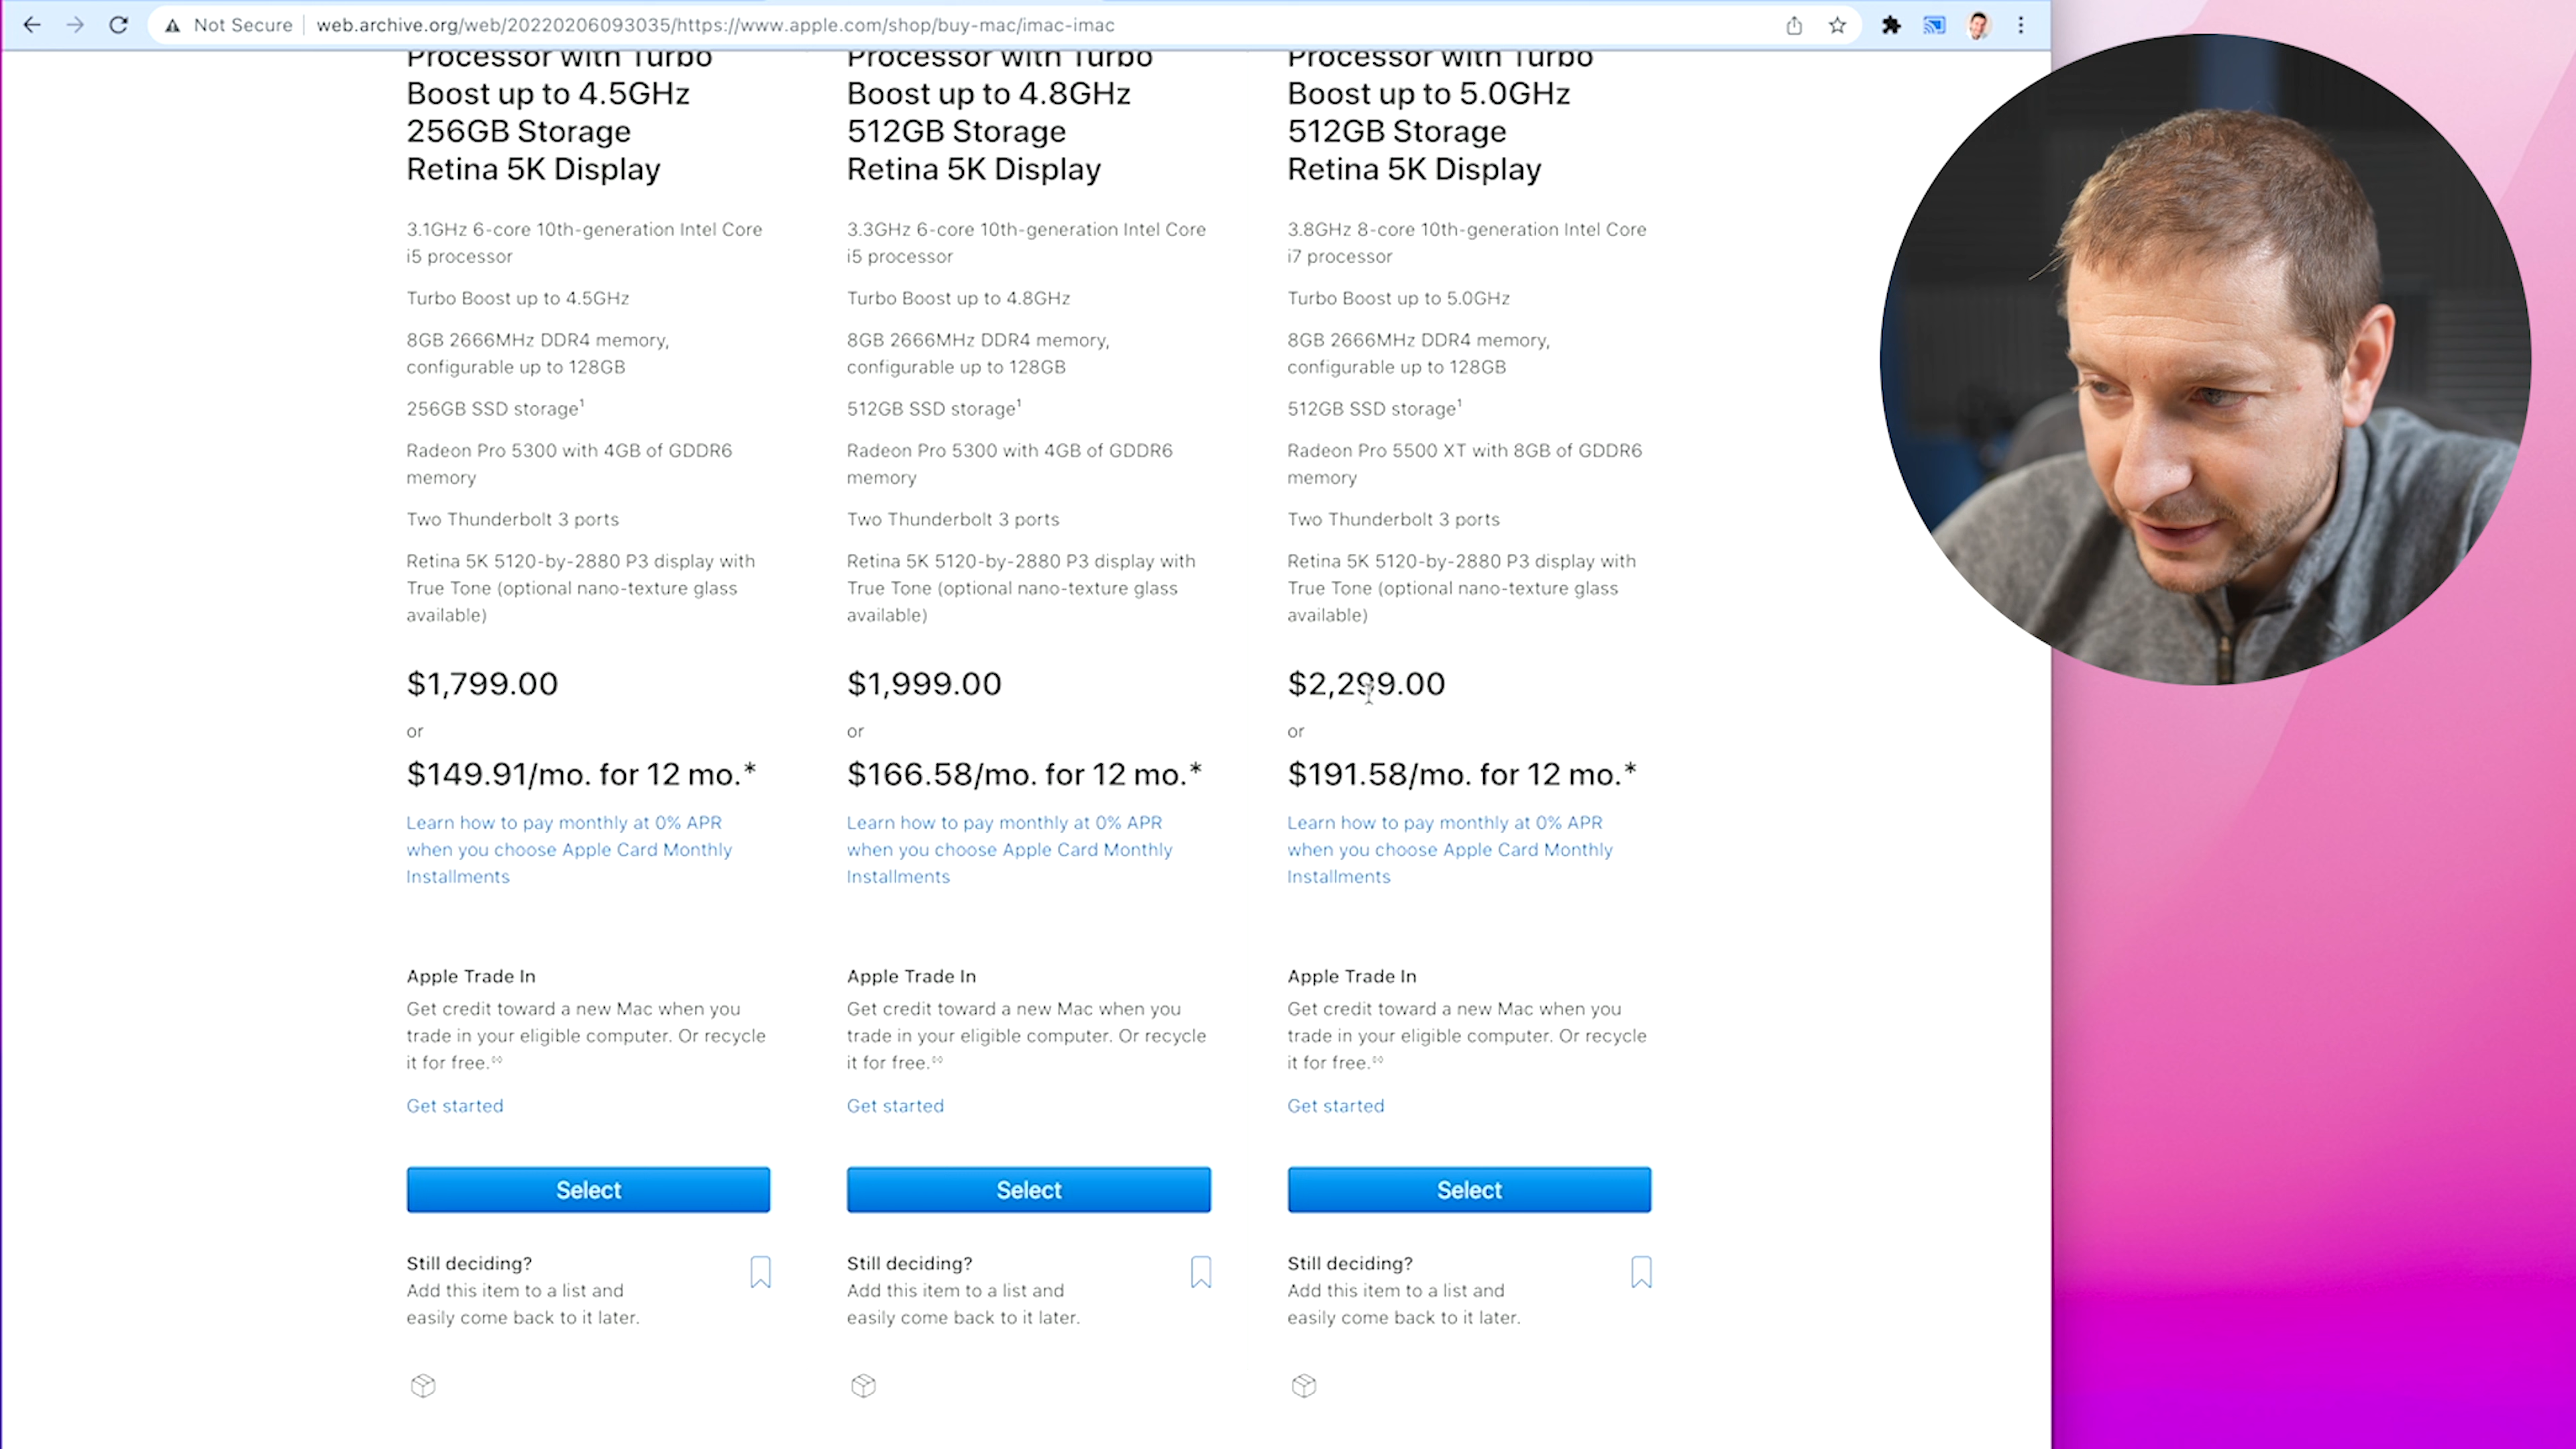 Not Secure web.archive.org/web/20220206093035/https://www.apple.com/shop/buy-mac/imac-imac
Processor with Turbo
Boost up to 4.5GHz
256GB Storage
Retina 5K Display
3.1GHz 6-core 10th-generation Intel Core
i5 processor
Turbo Boost up to 4.5GHz
8GB 2666MHz DDR4 memory,
configurable up to 128GB
256GB SSD storage¹
Radeon Pro 5300 with 4GB of GDDR6
memory
Two Thunderbolt 3 ports
Retina 5K 5120-by-2880 P3 display with
True Tone (optional nano-texture glass
available)
$1,799.00
or
$149.91/mo. for 12 mo.*
Learn how to pay monthly at 0% APR
when you choose Apple Card Monthly
Installments
Apple Trade In
Get credit toward a new Mac when you
trade in your eligible computer. Or recycle
it for free.
Get started
Select
Still deciding?
Add this item to a list and
easily come back to it later.
Processor with Turbo
Boost up to 4.8GHz
512GB Storage
Retina 5K Display
3.3GHz 6-core 10th-generation Intel Core
i5 processor
Turbo Boost up to 4.8GHz
8GB 2666MHz DDR4 memory,
configurable up to 128GB
512GB SSD storage¹
Radeon Pro 5300 with 4GB of GDDR6
memory
Two Thunderbolt 3 ports
Retina 5K 5120-by-2880 P3 display with
True Tone (optional nano-texture glass
available)
$1,999.00
or
$166.58/mo. for 12 mo.*
Learn how to pay monthly at 0% APR
when you choose Apple Card Monthly
Installments
Apple Trade In
Get credit toward a new Mac when you
trade in your eligible computer. Or recycle
it for free.
Get started
Select
Still deciding?
Add this item to a list and
easily come back to it later.
Processor with Turbo
Boost up to 5.0GHz
512GB Storage
Retina 5K Display
3.8GHz 8-core 10th-generation Intel Core
i7 processor
Turbo Boost up to 5.0GHz
8GB 2666MHz DDR4 memory,
configurable up to 128GB
512GB SSD storage¹
Radeon Pro 5500 XT with 8GB of GDDR6
memory
Two Thunderbolt 3 ports
Retina 5K 5120-by-2880 P3 display with
True Tone (optional nano-texture glass
available)
$2,299.00
or
$191.58/mo. for 12 mo.*
Learn how to pay monthly at 0% APR
when you choose Apple Card Monthly
Installments
Apple Trade In
Get credit toward a new Mac when you
trade in your eligible computer. Or recycle
it for free.
Get started
Select
Still deciding?
Add this item to a list and
easily come back to it later.